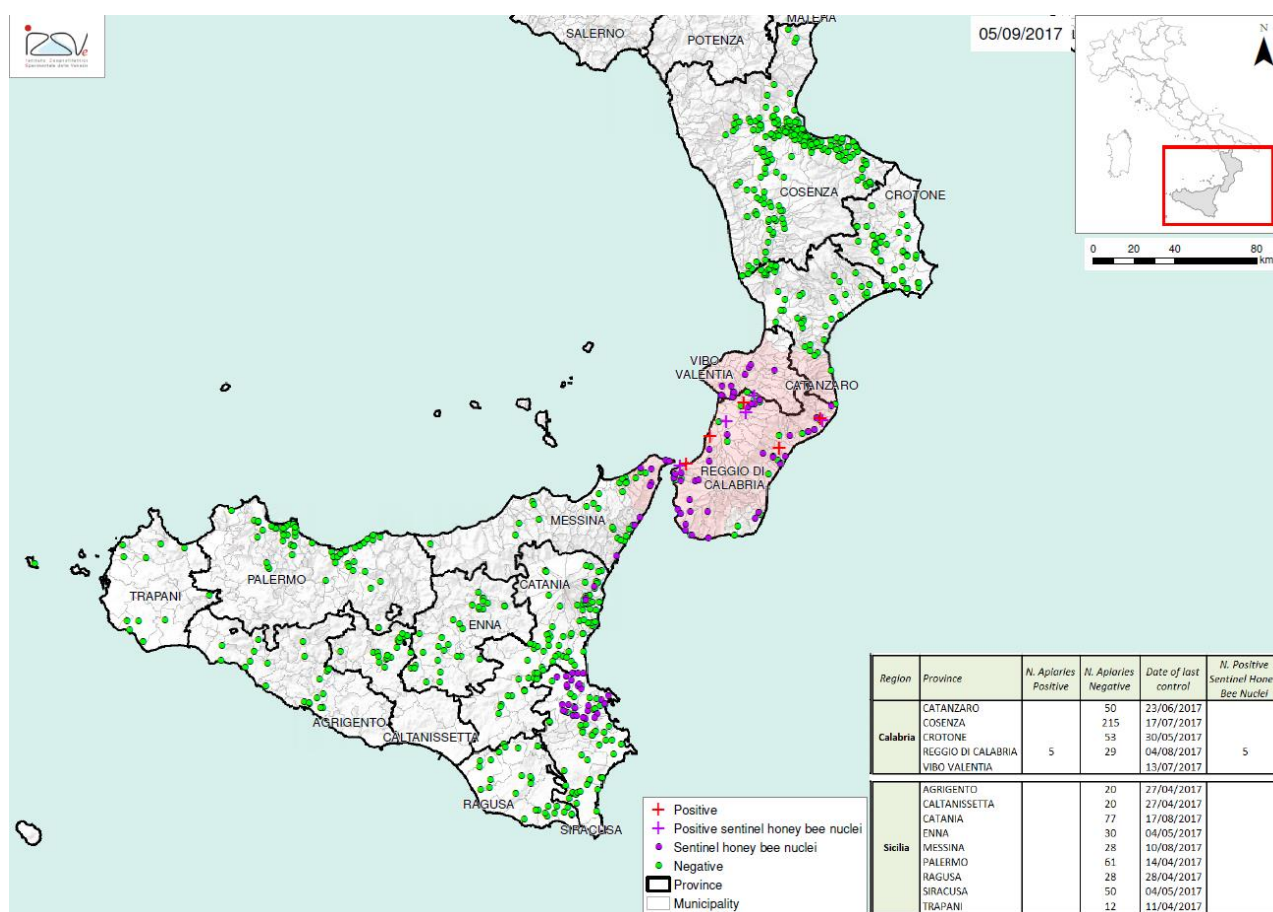 IZSVe
Istituto Zooprofilattico
Sperimentale delle Venezie
SALERNO
POTENZA
MATERA
05/09/2017
N
COSENZA
CROTONE
0 20 40 80
km
VIBO
VALENTIA
CATANZARO
REGGIO DI
CALABRIA
MESSINA
PALERMO
TRAPANI
CATANIA
ENNA
AGRIGENTO
CALTANISSETTA
RAGUSA
SIRACUSA
Positive
Positive sentinel honey bee nuclei
Sentinel honey bee nuclei
Negative
Province
Municipality
Region Province N. Apiaries Positive N. Apiaries Negative Date of last control N. Positive Sentinel Hone Bee Nuclei
Calabria
CATANZARO 50 23/06/2017
COSENZA 215 17/07/2017
CROTONE 53 30/05/2017
REGGIO DI CALABRIA 5 29 04/08/2017 5
VIBO VALENTIA 13/07/2017
Sicilia
AGRIGENTO 20 27/04/2017
CALTANISSETTA 20 27/04/2017
CATANIA 77 17/08/2017
ENNA 30 04/05/2017
MESSINA 28 10/08/2017
PALERMO 61 14/04/2017
RAGUSA 28 28/04/2017
SIRACUSA 50 04/05/2017
TRAPANI 12 11/04/2017